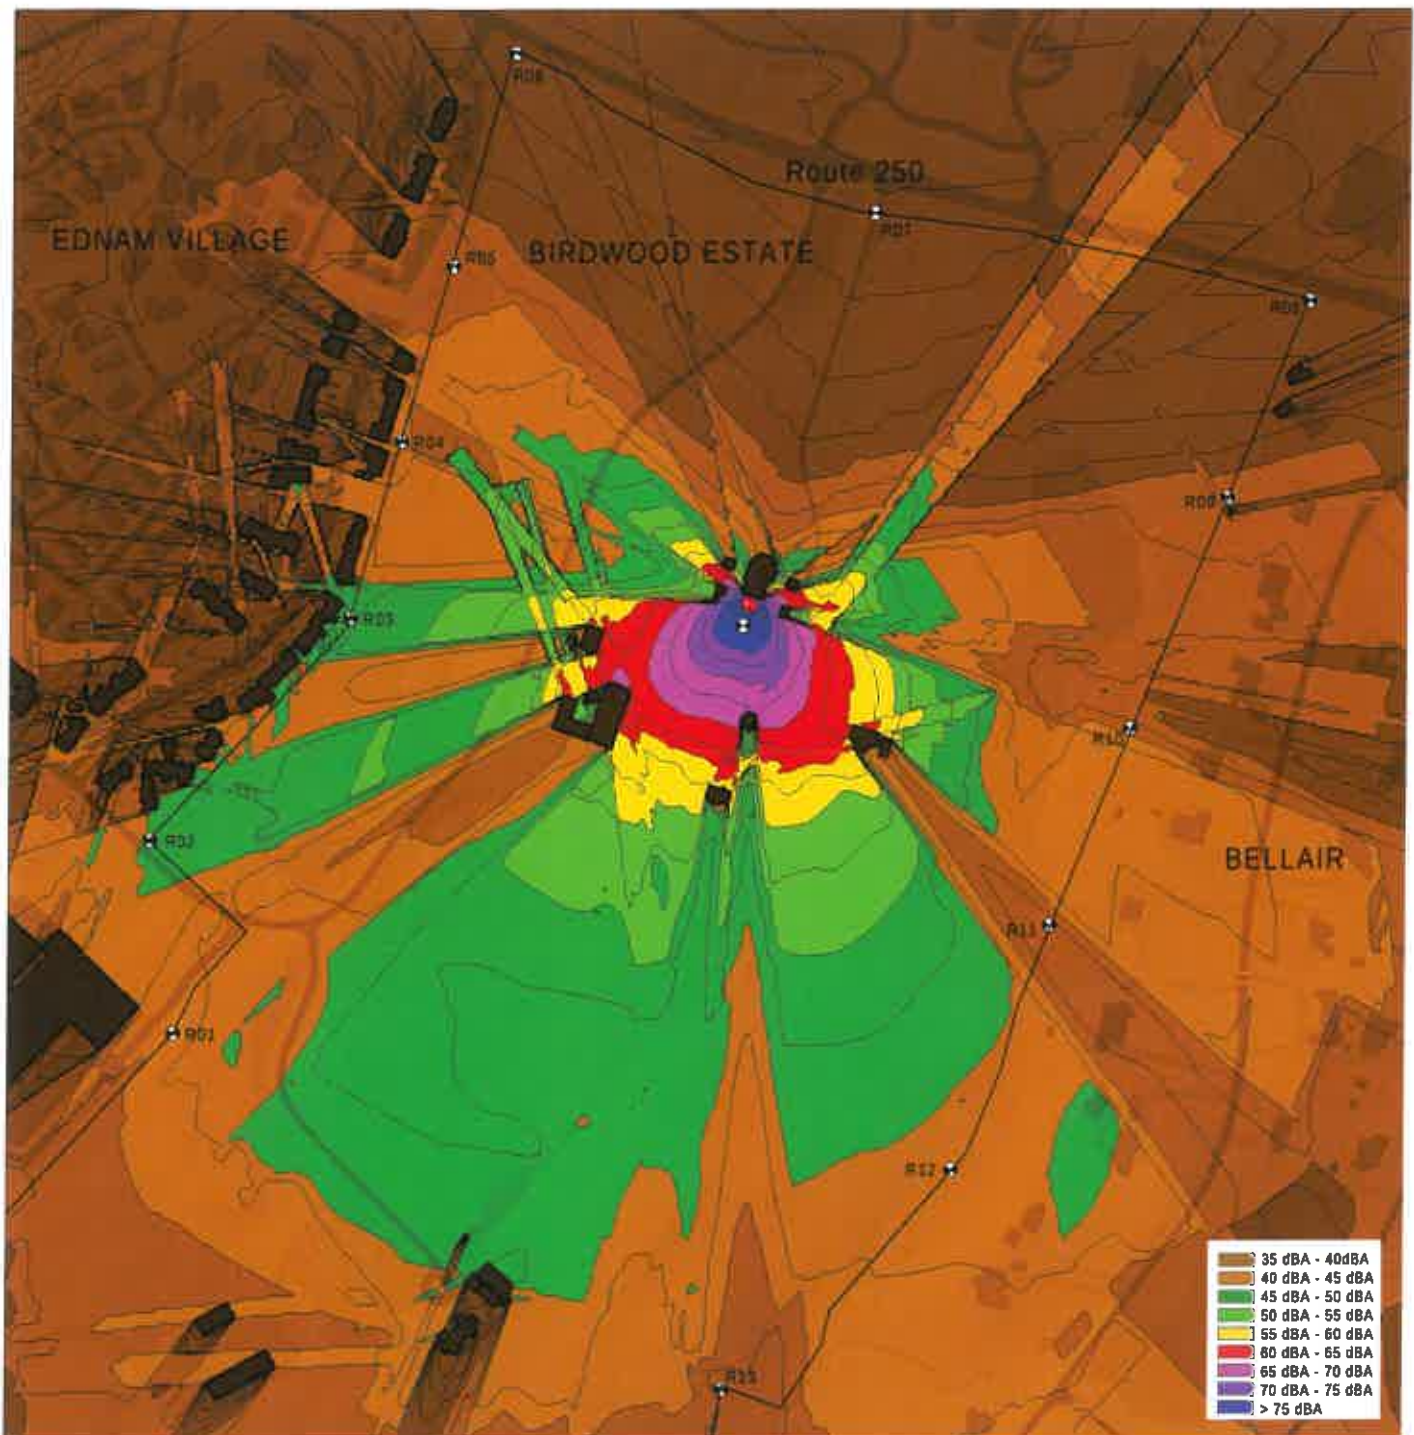 R06
Route 250
R07
EDNAM VILLAGE
BIRDWOOD ESTATE
R05
R08
R04
R09
R03
R10
R02
BELLAIR
R11
R01
R12
R13
35 dBA - 40dBA
40 dBA - 45 dBA
45 dBA - 50 dBA
50 dBA - 55 dBA
55 dBA - 60 dBA
60 dBA - 65 dBA
65 dBA - 70 dBA
70 dBA - 75 dBA
> 75 dBA